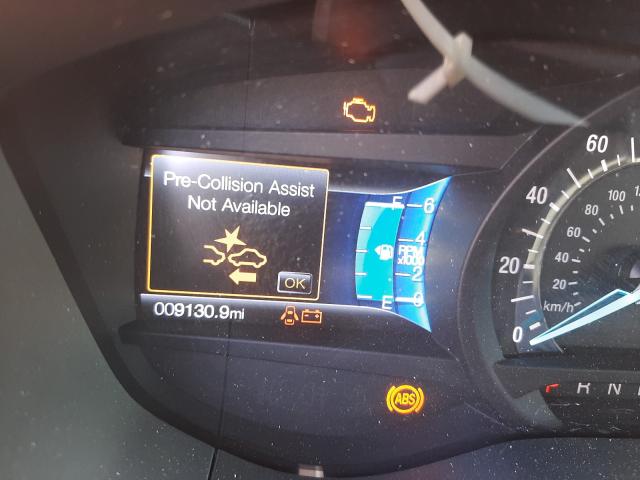 Pre-Collision Assist
Not Available
OK
009130.9mi
F
E
6
4
2
0
RPM
x1000
ABS
60
40
20
0
100
80
60
40
20
km/h
R N